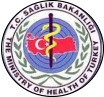 T.C. SAĞLIK BAKANLIĞI
THE MINISTRY OF HEALTH OF TURKEY